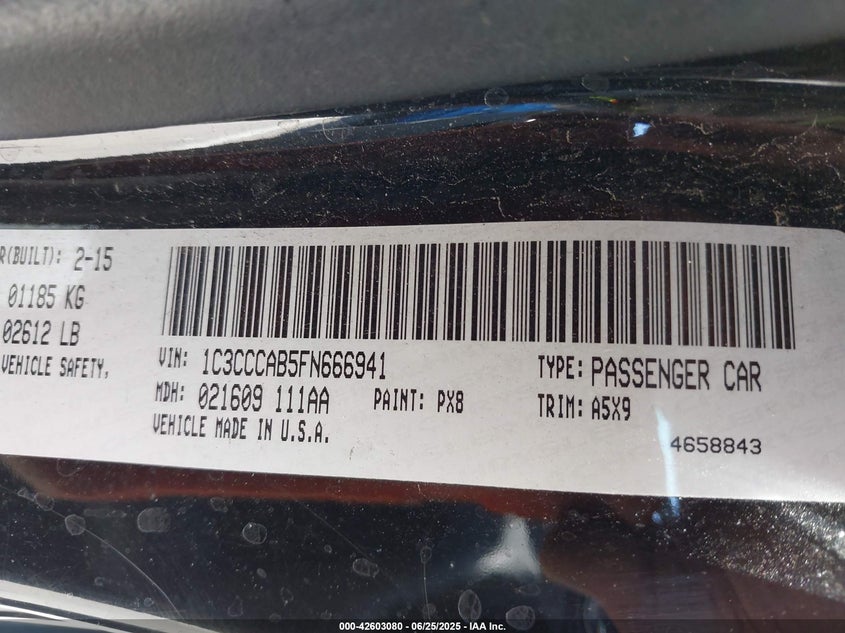 R(BUILT): 2-15
01185 KG
02612 LB
VEHICLE SAFETY,
VIN: 1C3CCCAB5FN666941
TYPE: PASSENGER CAR
MDH: 021609 111AA
PAINT: PX8
TRIM: A5X9
VEHICLE MADE IN U.S.A.
4658843
000-42603080 - 06/25/2025 - IAA Inc.